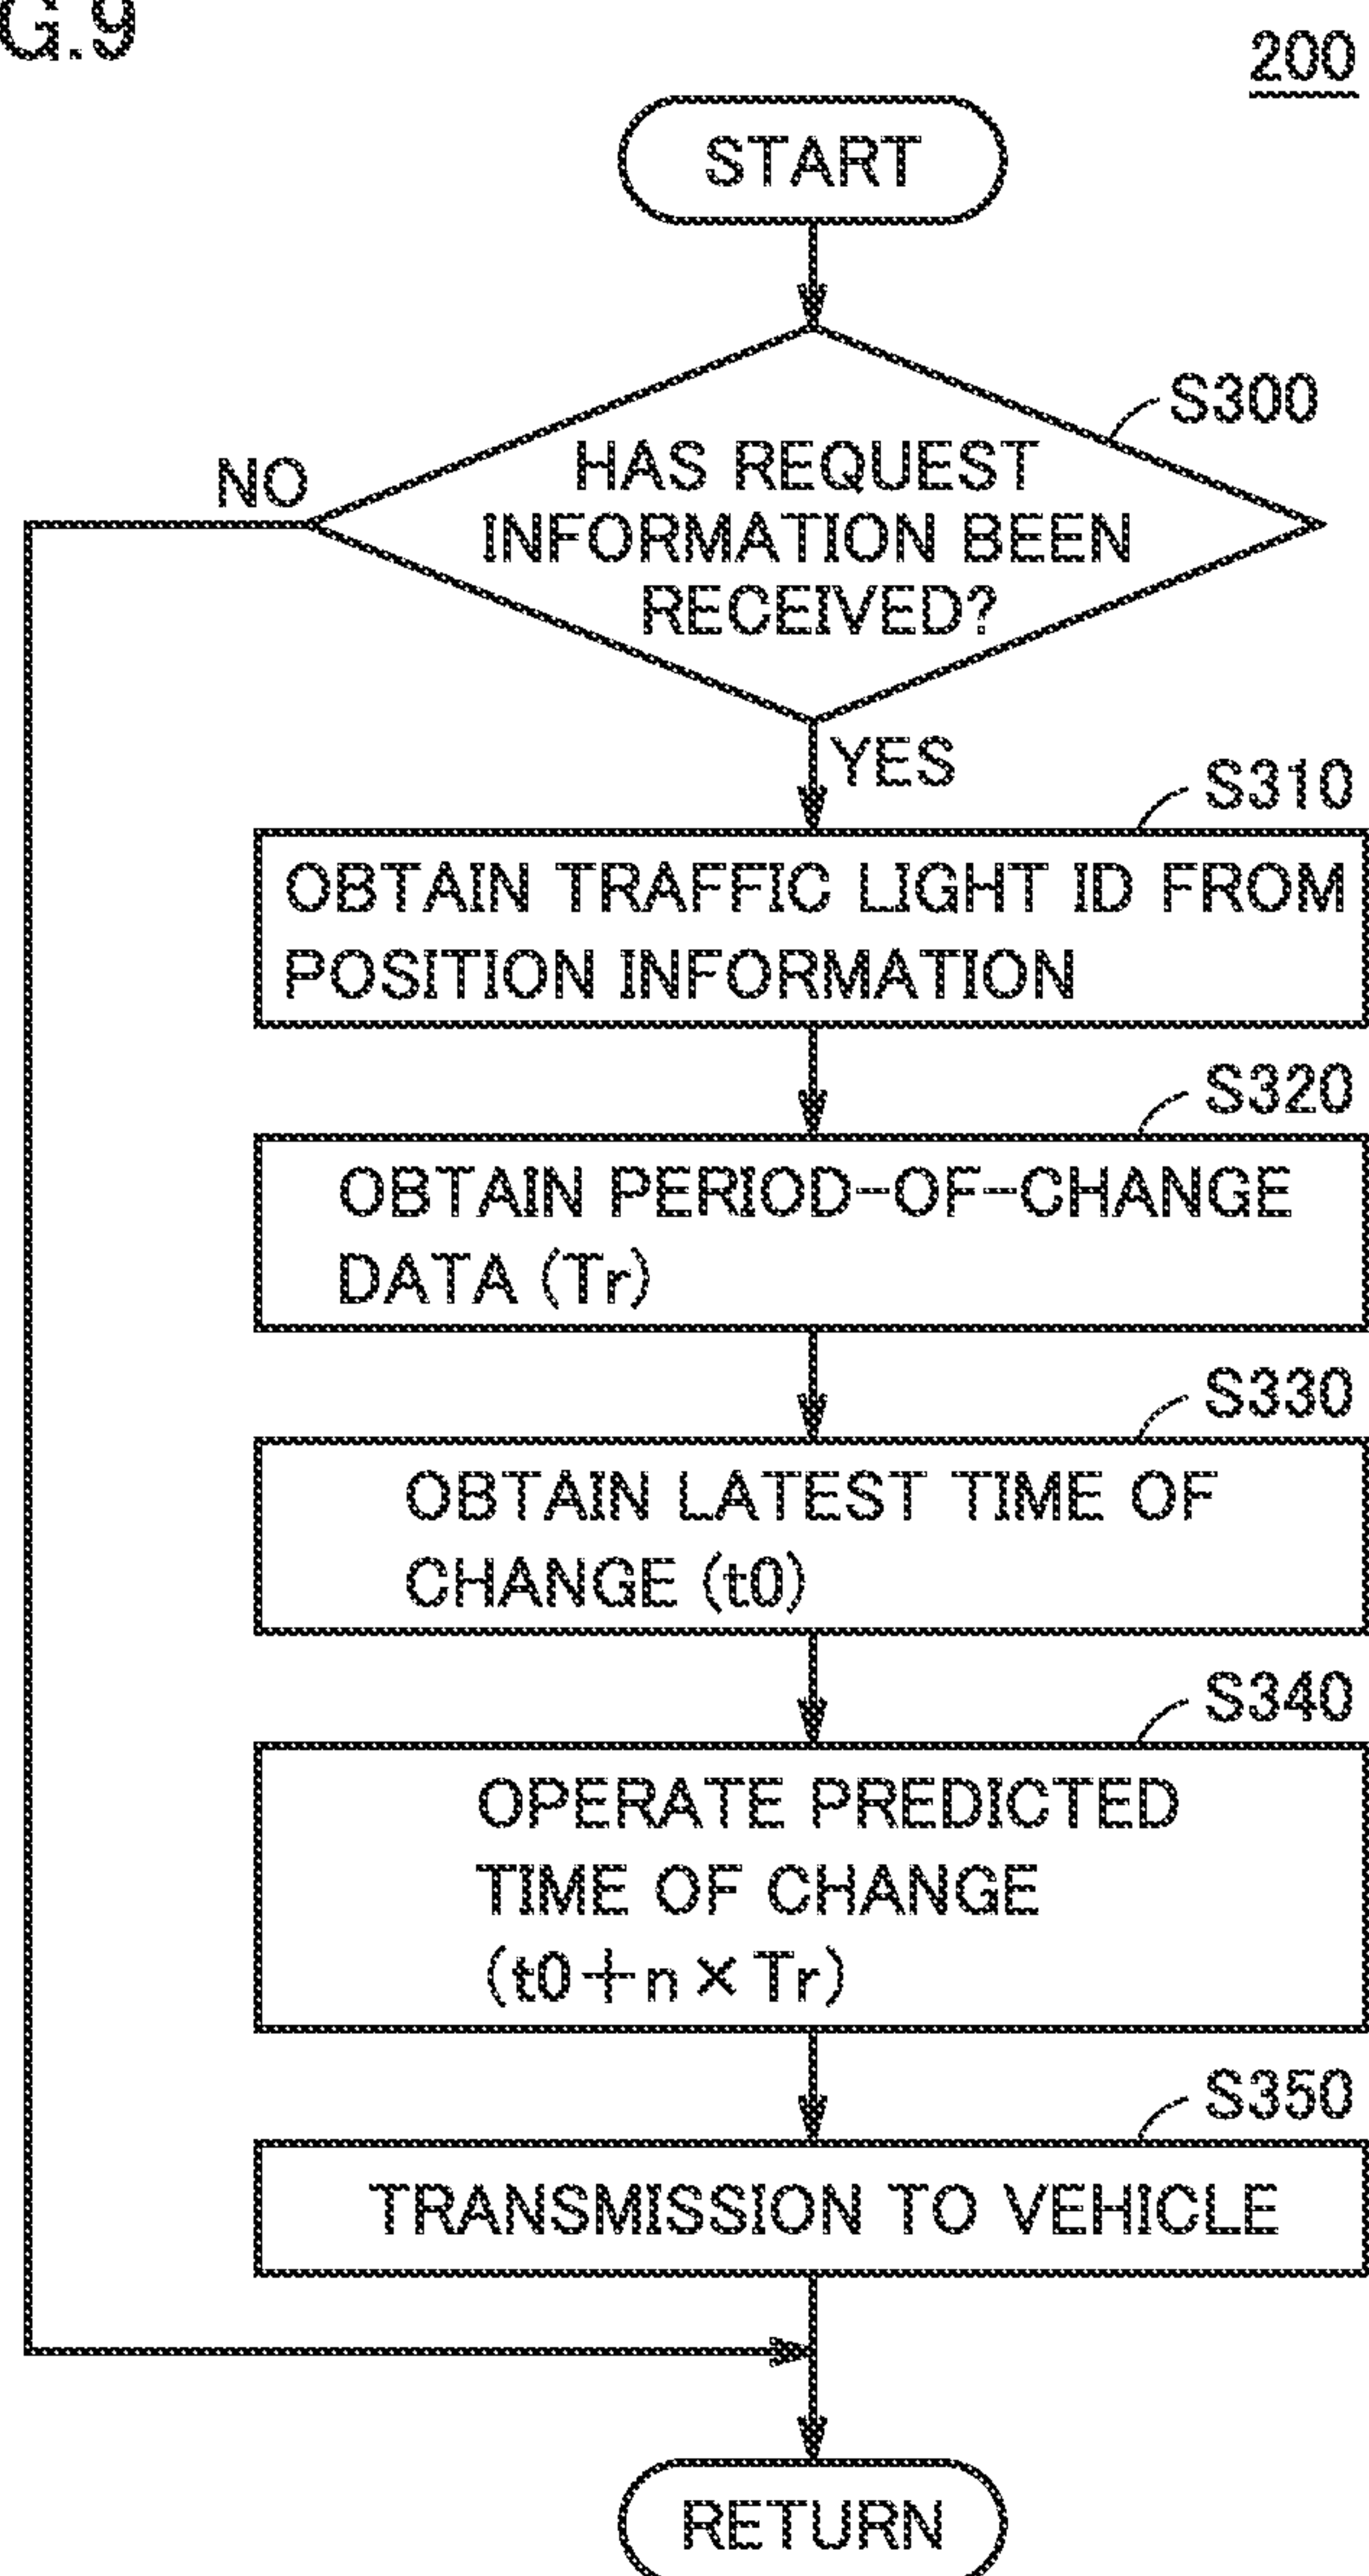 G.9
200
START
S300
HAS REQUEST
INFORMATION BEEN
RECEIVED?
NO
YES
S310
OBTAIN TRAFFIC LIGHT ID FROM
POSITION INFORMATION
S320
OBTAIN PERIOD-OF-CHANGE
DATA (Tr)
S330
OBTAIN LATEST TIME OF
CHANGE (t0)
S340
OPERATE PREDICTED
TIME OF CHANGE
(t0+n×Tr)
S350
TRANSMISSION TO VEHICLE
RETURN